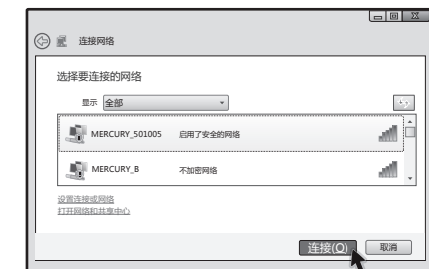 连接网络
选择要连接的网络
显示 全部
MERCURY_501005 启用了安全的网络
MERCURY_B 不加密网络
设置连接或网络
打开网络和共享中心
连接(O) 取消